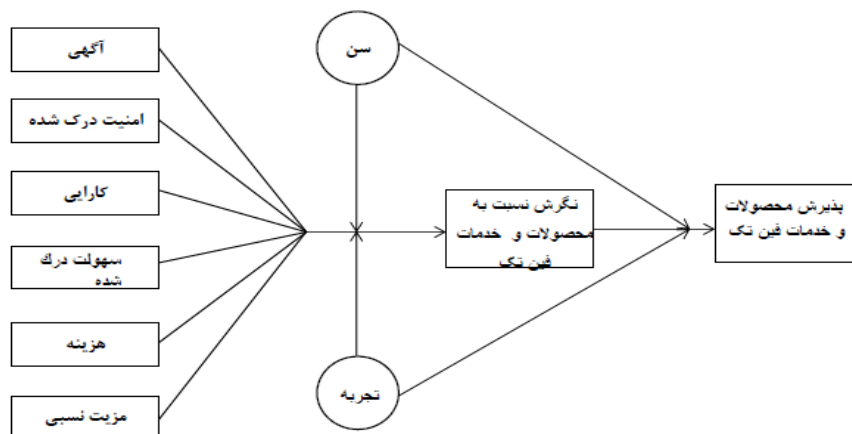 آگهی
امنیت درک شده
کارایی
سهولت درك
شده
هزینه
مزیت نسبی
سن
تجربه
نگرش نسبت به
محصولات و خدمات
فین تک
پذیرش محصولات
و خدمات فین تک